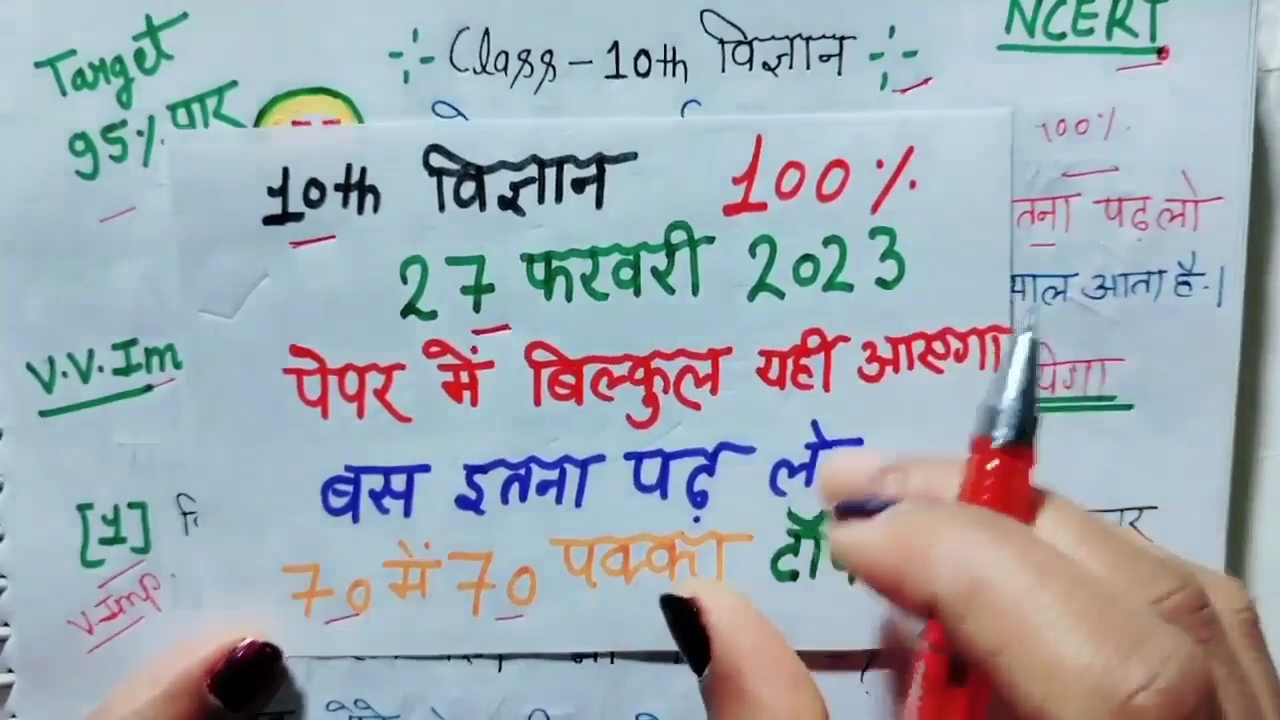 Target
95% पार
Class-10th विज्ञान
NCERT
100%.
तना पढ़ लो
आता है।
V.V.Im
[1]
V.Imp
10th विज्ञान 100%
27 फरवरी 2023
पेपर में बिल्कुल यही आएगा
बस इतना पढ़ लो
70 में 70 पक्का